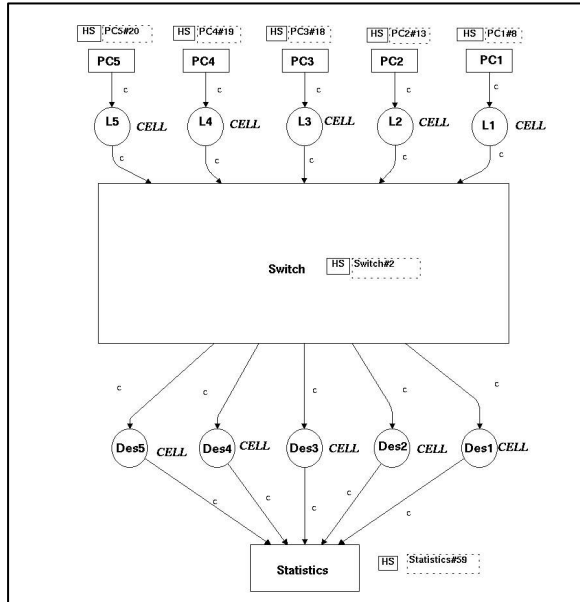 HS PC5#20 HS PC4#19 HS PC3#18 HS PC2#13 HS PC1#8
PC5 PC4 PC3 PC2 PC1
c c c c c
L5 CELL L4 CELL L3 CELL L2 CELL L1 CELL
c c c c c
Switch HS Switch#2
c c c c c
Des5 CELL Des4 CELL Des3 CELL Des2 CELL Des1 CELL
c c c c c
Statistics HS Statistics#59